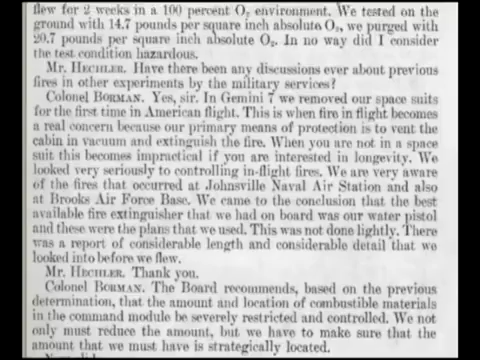 flew for 2 weeks in a 100 percent O₂ environment. We tested on the
ground with 14.7 pounds per square inch absolute O₂, we purged with
20.7 pounds per square inch absolute O₂. In no way did I consider
the test condition hazardous.
Mr. HECHLER. Have there been any discussions ever about previous
fires in other experiments by the military services?
Colonel BORMAN. Yes, sir. In Gemini 7 we removed our space suits
for the first time in American flight. This is when fire in flight becomes
a real concern because our primary means of protection is to vent the
cabin in vacuum and extinguish the fire. When you are not in a space
suit this becomes impractical if you are interested in longevity. We
looked very seriously to controlling in-flight fires. We are very aware
of the fires that occurred at Johnsville Naval Air Station and also
at Brooks Air Force Base. We came to the conclusion that the best
available fire extinguisher that we had on board was our water pistol
and these were the plans that we used. This was not done lightly. There
was a report of considerable length and considerable detail that we
looked into before we flew.
Mr. HECHLER. Thank you.
Colonel BORMAN. The Board recommends, based on the previous
determination, that the amount and location of combustible materials
in the command module be severely restricted and controlled. We not
only must reduce the amount, but we have to make sure that the
amount that we must have is strategically located.